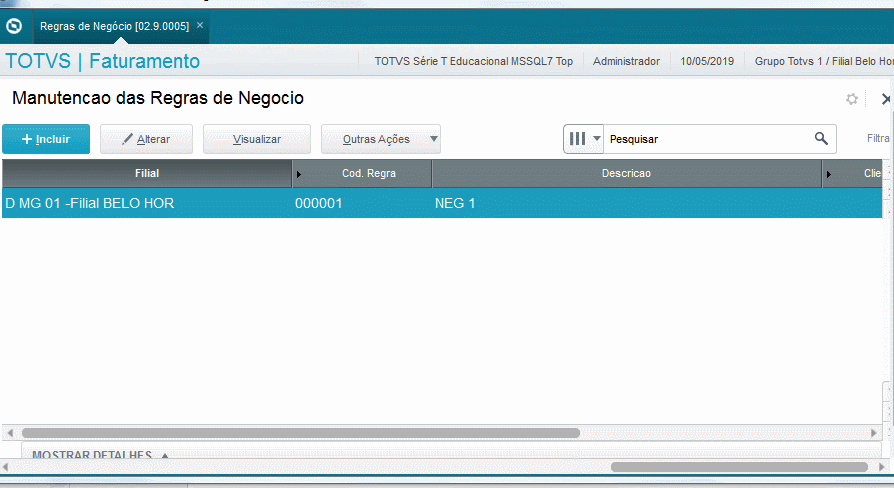 Regras de Negócio [02.9.0005] ×
TOTVS | Faturamento
TOTVS Série T Educacional MSSQL7 Top
Administrador
10/05/2019
Grupo Totvs 1 / Filial Belo Hor
Manutencao das Regras de Negocio
+ Incluir
Alterar
Visualizar
Outras Ações
Pesquisar
Filtra
Filial
Cod. Regra
Descricao
Clie
D MG 01 -Filial BELO HOR
000001
NEG 1
MOSTRAR DETALHES